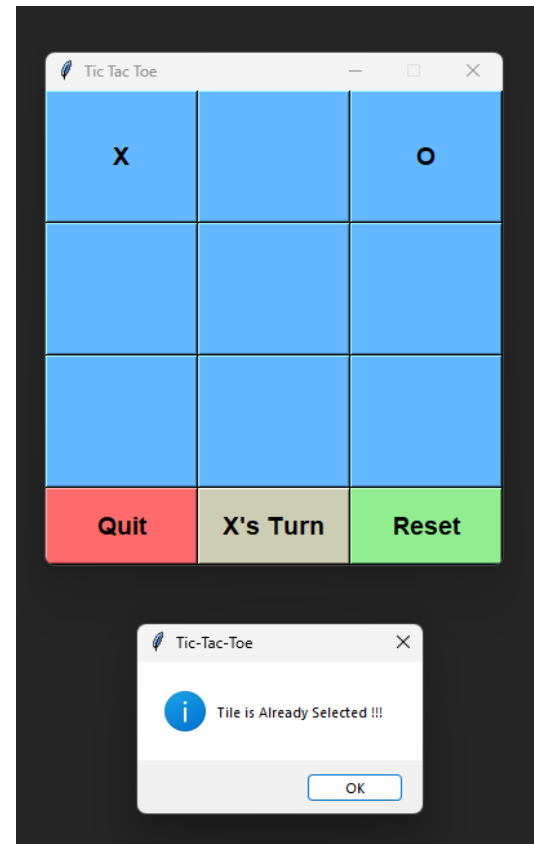 Tic Tac Toe
X O
Quit X's Turn Reset
Tic-Tac-Toe
i Tile is Already Selected !!!
OK